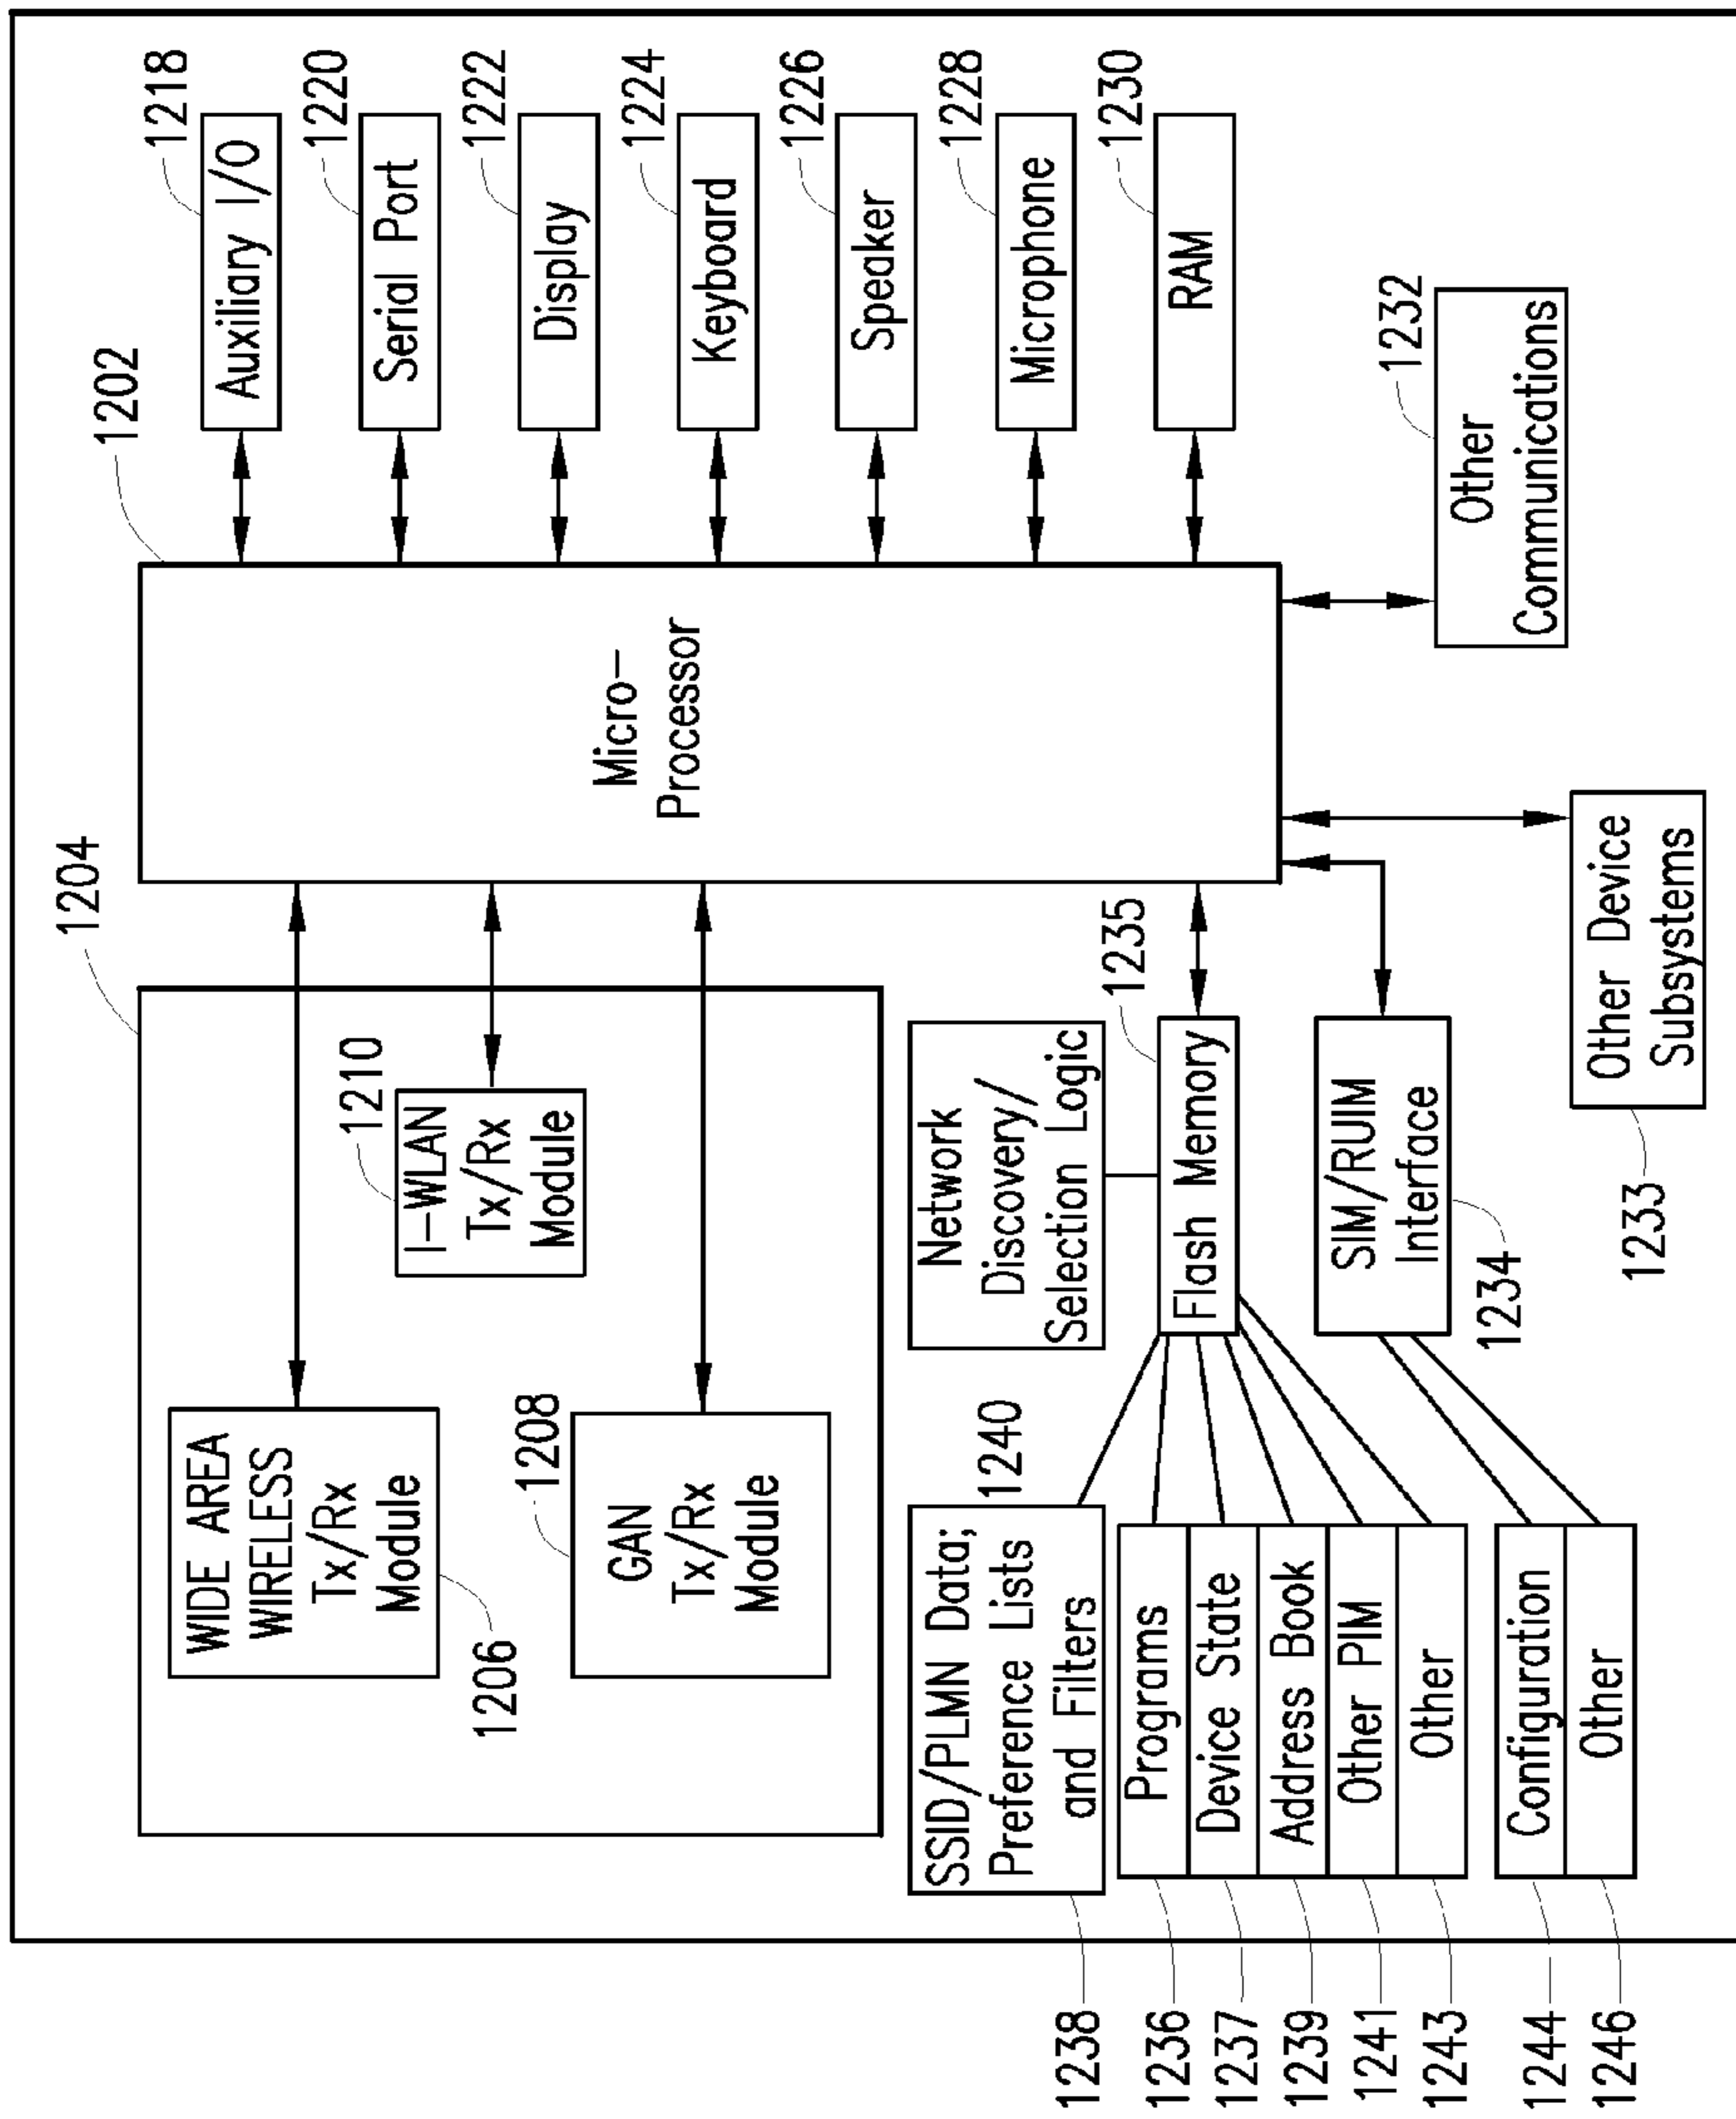 1204
WIDE AREA
WIRELESS
Tx/Rx
Module
1206
1210
I-WLAN
Tx/Rx
Module
1208
GAN
Tx/Rx
Module
1202
Micro-
Processor
1218
Auxiliary I/O
1220
Serial Port
1222
Display
1224
Keyboard
1226
Speaker
1228
Microphone
1230
RAM
1232
Other
Communications
1238
SSID/PLMN Data;
Preference Lists
and Filters
1240
Network
Discovery/
Selection Logic
1235
Flash Memory
1236
Programs
1237
Device State
1239
Address Book
1241
Other PIM
1243
Other
SIM/RUIM
Interface
1234
1244
Configuration
1246
Other
Other Device
Subsystems
1233